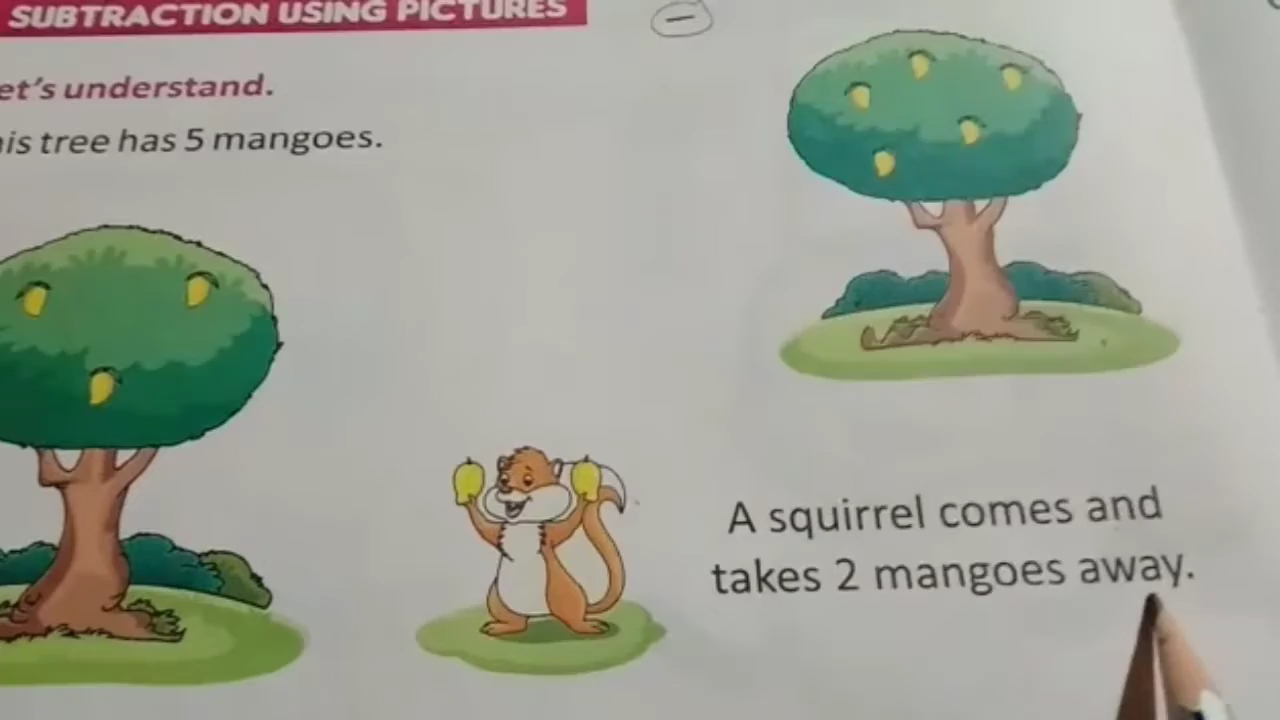 SUBTRACTION USING PICTURES
et's understand.
is tree has 5 mangoes.
A squirrel comes and
takes 2 mangoes away.